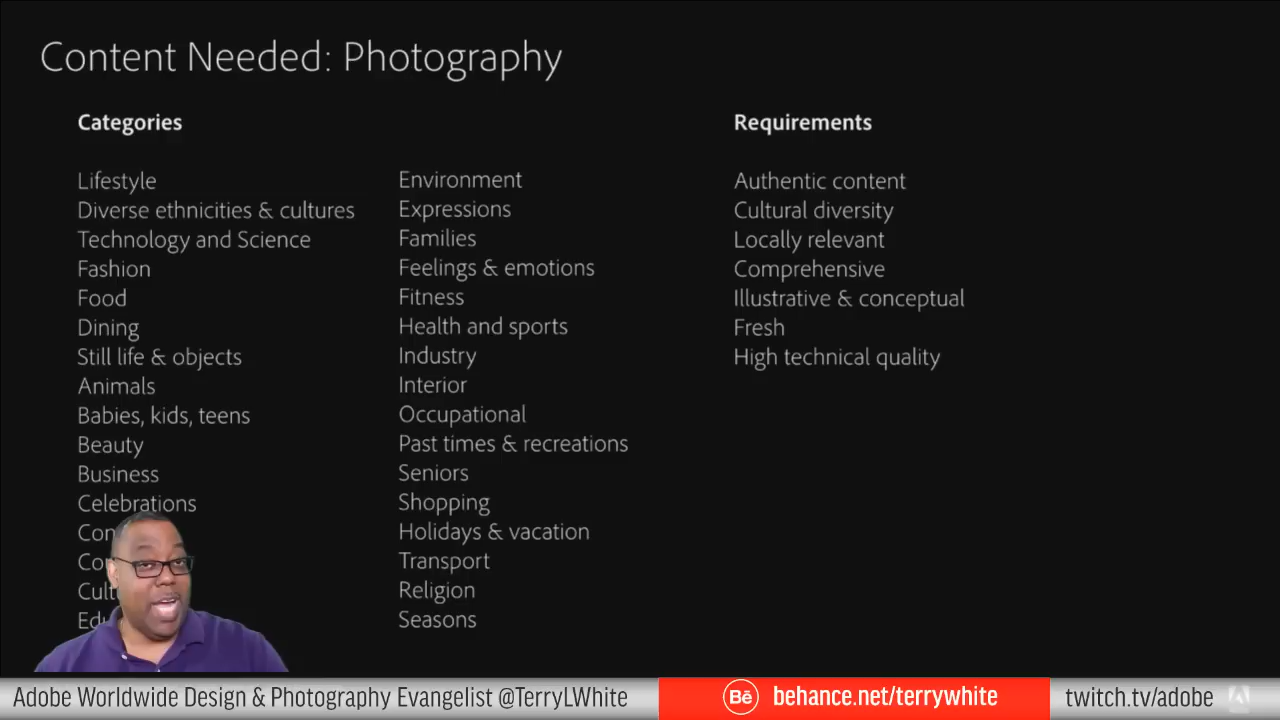 Content Needed: Photography
Categories
Lifestyle
Diverse ethnicities & cultures
Technology and Science
Fashion
Food
Dining
Still life & objects
Animals
Babies, kids, teens
Beauty
Business
Celebrations
Environment
Expressions
Families
Feelings & emotions
Fitness
Health and sports
Industry
Interior
Occupational
Past times & recreations
Seniors
Shopping
Holidays & vacation
Transport
Religion
Seasons
Requirements
Authentic content
Cultural diversity
Locally relevant
Comprehensive
Illustrative & conceptual
Fresh
High technical quality
Adobe Worldwide Design & Photography Evangelist @TerryLWhite
Bē behance.net/terrywhite
twitch.tv/adobe